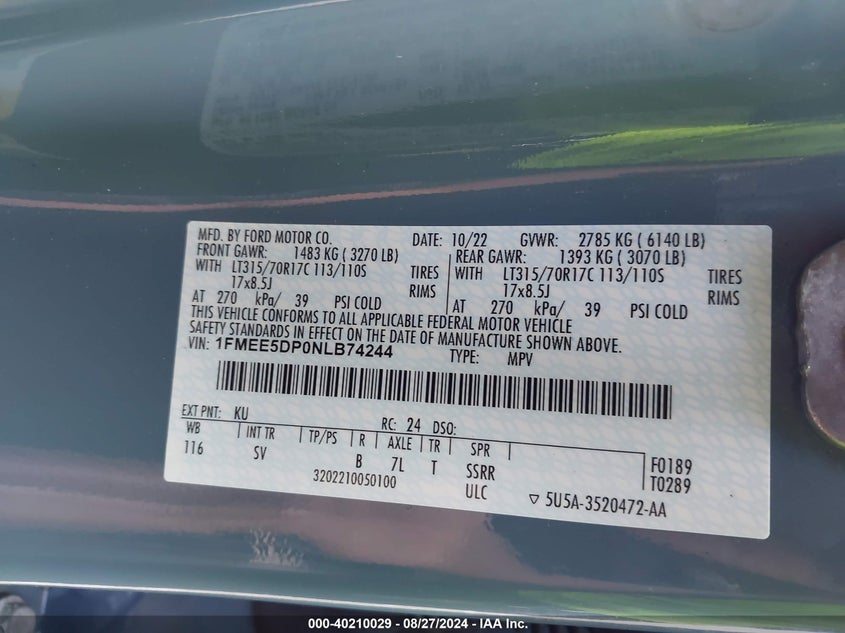 MFD. BY FORD MOTOR CO. DATE: 10/22 GVWR: 2785 KG ( 6140 LB)
FRONT GAWR: 1483 KG ( 3270 LB) REAR GAWR: 1393 KG ( 3070 LB)
WITH LT315/70R17C 113/110S TIRES WITH LT315/70R17C 113/110S TIRES
17x8.5J RIMS 17x8.5J RIMS
AT 270 kPa/ 39 PSI COLD AT 270 kPa/ 39 PSI COLD
THIS VEHICLE CONFORMS TO ALL APPLICABLE FEDERAL MOTOR VEHICLE
SAFETY STANDARDS IN EFFECT ON THE DATE OF MANUFACTURE SHOWN ABOVE.
VIN: 1FMEE5DP0NLB74244 TYPE: MPV
EXT PNT: KU RC: 24 DSO:
WB INT TR TP/PS R AXLE TR SPR
116 SV B 7L T SSRR F0189
3202210050100 ULC T0289
5U5A-3520472-AA
000-40210029 - 08/27/2024 - IAA Inc.